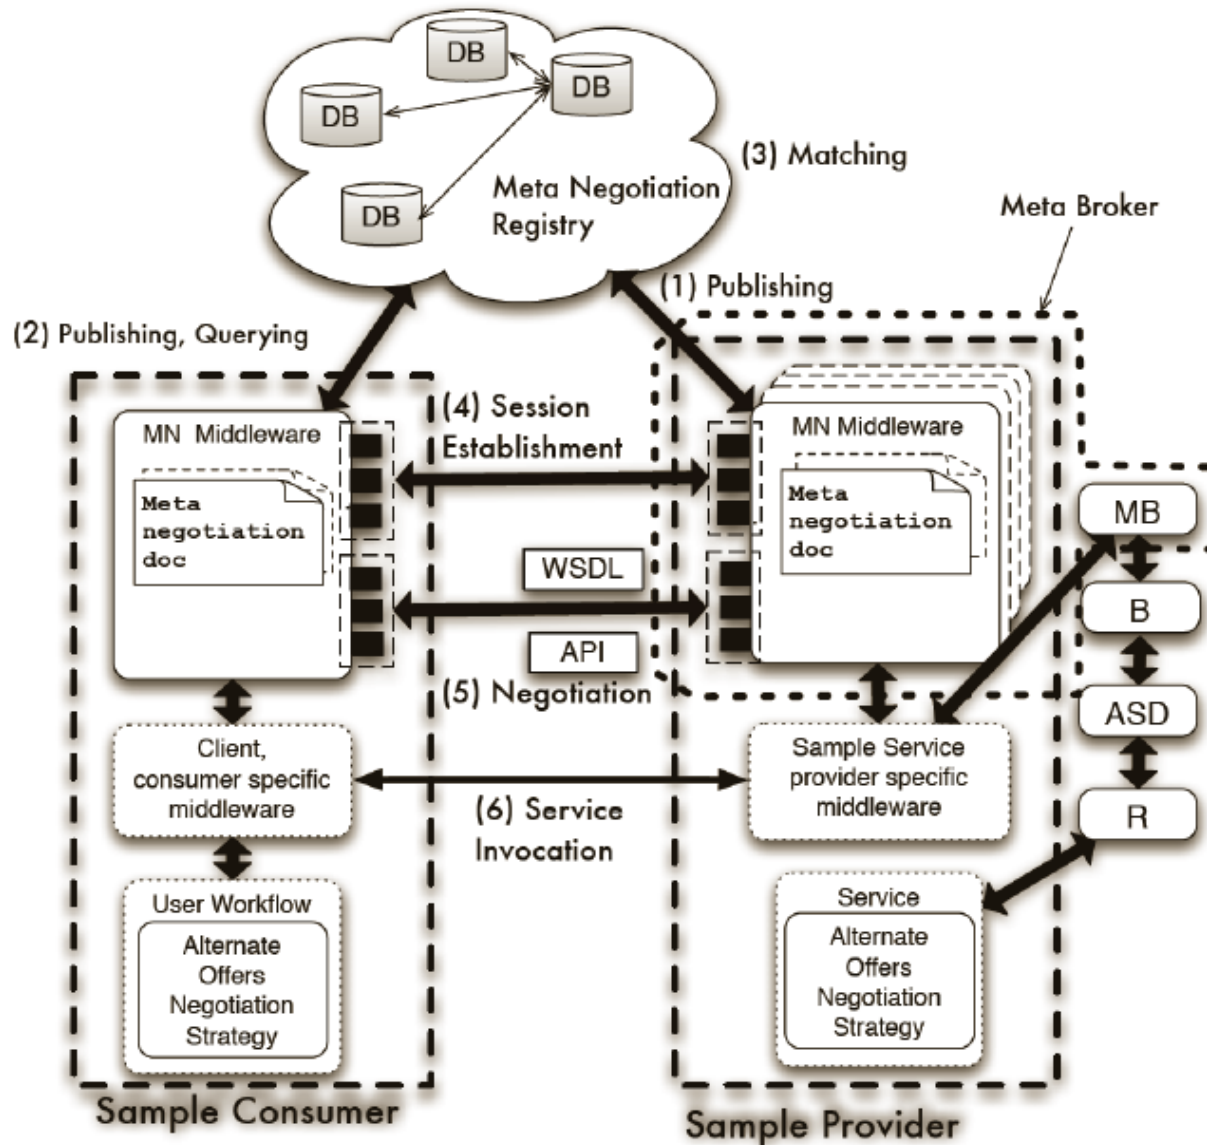 DB
DB
DB
DB
Meta Negotiation
Registry
(3) Matching
Meta Broker
(1) Publishing
(2) Publishing, Querying
MN Middleware
Meta
negotiation
doc
(4) Session
Establishment
WSDL
API
(5) Negotiation
MN Middleware
Meta
negotiation
doc
MB
B
ASD
R
Client,
consumer specific
middleware
(6) Service
Invocation
Sample Service
provider specific
middleware
User Workflow
Alternate
Offers
Negotiation
Strategy
Service
Alternate
Offers
Negotiation
Strategy
Sample Consumer
Sample Provider